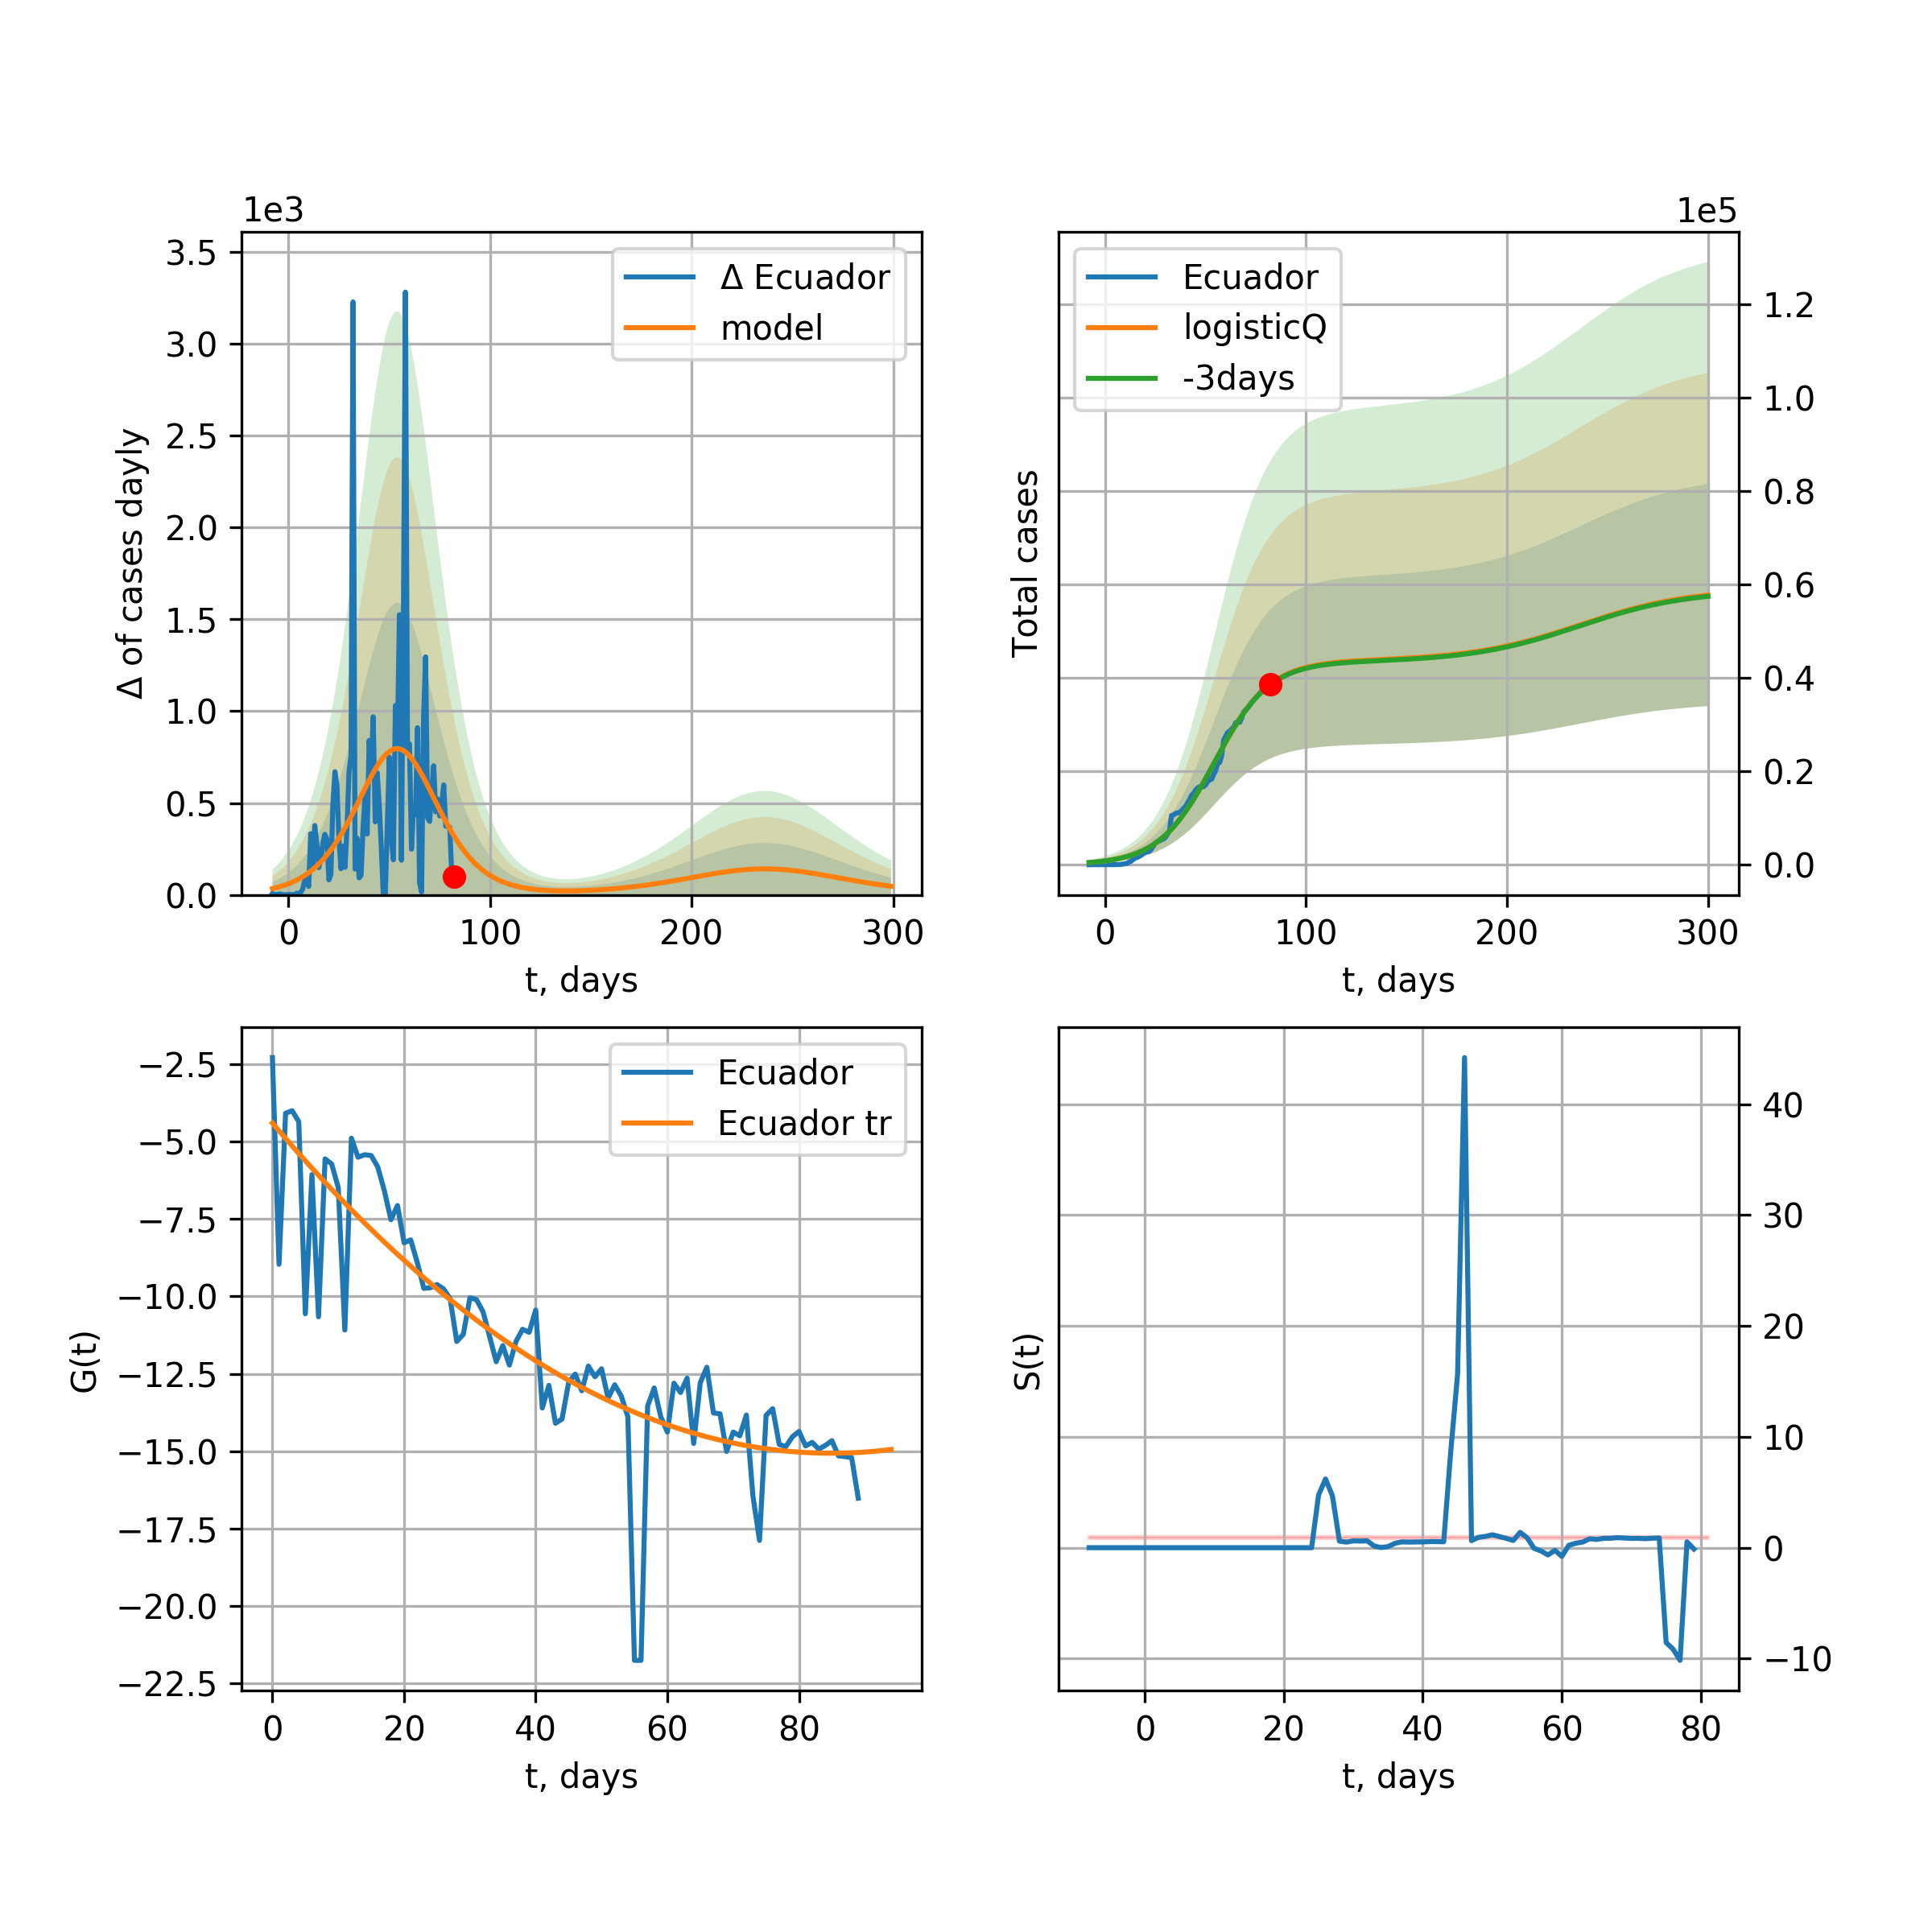 1e3
3.5
3.0
2.5
2.0
1.5
1.0
0.5
0.0
Δ of cases dayly
Δ Ecuador
model
0 100 200 300
t, days
1e5
Ecuador
logisticQ
-3days
Total cases
1.2
1.0
0.8
0.6
0.4
0.2
0.0
0 100 200 300
t, days
−2.5
−5.0
−7.5
−10.0
−12.5
−15.0
−17.5
−20.0
−22.5
G(t)
Ecuador
Ecuador tr
0 20 40 60 80
t, days
S(t)
40
30
20
10
0
−10
0 20 40 60 80
t, days